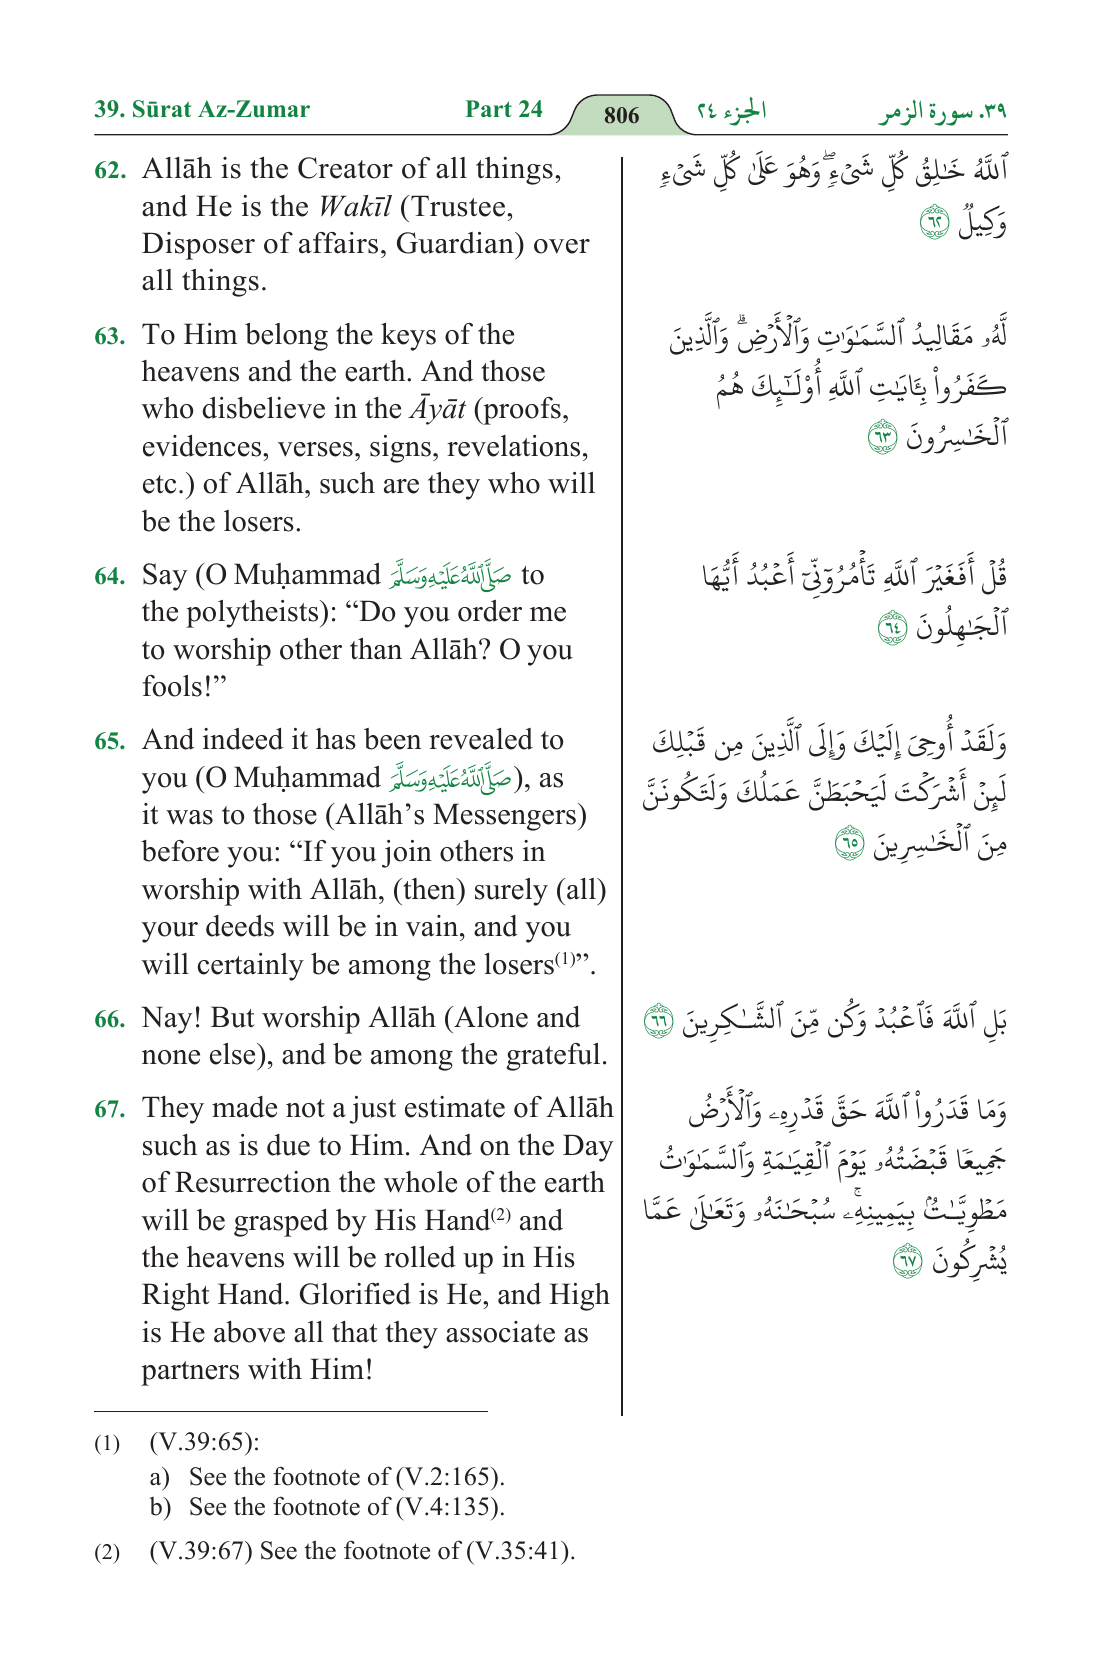 39. Sūrat Az-Zumar Part 24 806 الجزء ٢٤ ٣٩. سورة الزمر
62. Allāh is the Creator of all things,
and He is the Wakīl (Trustee,
Disposer of affairs, Guardian) over
all things.
ٱللَّهُ خَـٰلِقُ كُلِّ شَىْءٍ ۖ وَهُوَ عَلَىٰ كُلِّ شَىْءٍ
وَكِيلٌ ٦٢
63. To Him belong the keys of the
heavens and the earth. And those
who disbelieve in the Āyāt (proofs,
evidences, verses, signs, revelations,
etc.) of Allāh, such are they who will
be the losers.
لَّهُۥ مَقَالِيدُ ٱلسَّمَـٰوَٰتِ وَٱلْأَرْضِ ۗ وَٱلَّذِينَ
كَفَرُوا۟ بِـَٔايَـٰتِ ٱللَّهِ أُو۟لَـٰٓئِكَ هُمُ
ٱلْخَـٰسِرُونَ ٦٣
64. Say (O Muḥammad صَلَّى ٱللَّهُ عَلَيْهِ وَسَلَّمَ to
the polytheists): “Do you order me
to worship other than Allāh? O you
fools!”
قُلْ أَفَغَيْرَ ٱللَّهِ تَأْمُرُوٓنِّىٓ أَعْبُدُ أَيُّهَا
ٱلْجَـٰهِلُونَ ٦٤
65. And indeed it has been revealed to
you (O Muḥammad صَلَّى ٱللَّهُ عَلَيْهِ وَسَلَّمَ), as
it was to those (Allāh’s Messengers)
before you: “If you join others in
worship with Allāh, (then) surely (all)
your deeds will be in vain, and you
will certainly be among the losers(1)”.
وَلَقَدْ أُوحِىَ إِلَيْكَ وَإِلَى ٱلَّذِينَ مِن قَبْلِكَ
لَئِنْ أَشْرَكْتَ لَيَحْبَطَنَّ عَمَلُكَ وَلَتَكُونَنَّ
مِنَ ٱلْخَـٰسِرِينَ ٦٥
66. Nay! But worship Allāh (Alone and
none else), and be among the grateful.
بَلِ ٱللَّهَ فَٱعْبُدْ وَكُن مِّنَ ٱلشَّـٰكِرِينَ ٦٦
67. They made not a just estimate of Allāh
such as is due to Him. And on the Day
of Resurrection the whole of the earth
will be grasped by His Hand(2) and
the heavens will be rolled up in His
Right Hand. Glorified is He, and High
is He above all that they associate as
partners with Him!
وَمَا قَدَرُوا۟ ٱللَّهَ حَقَّ قَدْرِهِۦ وَٱلْأَرْضُ
جَمِيعًا قَبْضَتُهُۥ يَوْمَ ٱلْقِيَـٰمَةِ وَٱلسَّمَـٰوَٰتُ
مَطْوِيَّـٰتٌۢ بِيَمِينِهِۦ ۚ سُبْحَـٰنَهُۥ وَتَعَـٰلَىٰ عَمَّا
يُشْرِكُونَ ٦٧
(1) (V.39:65):
a) See the footnote of (V.2:165).
b) See the footnote of (V.4:135).
(2) (V.39:67) See the footnote of (V.35:41).